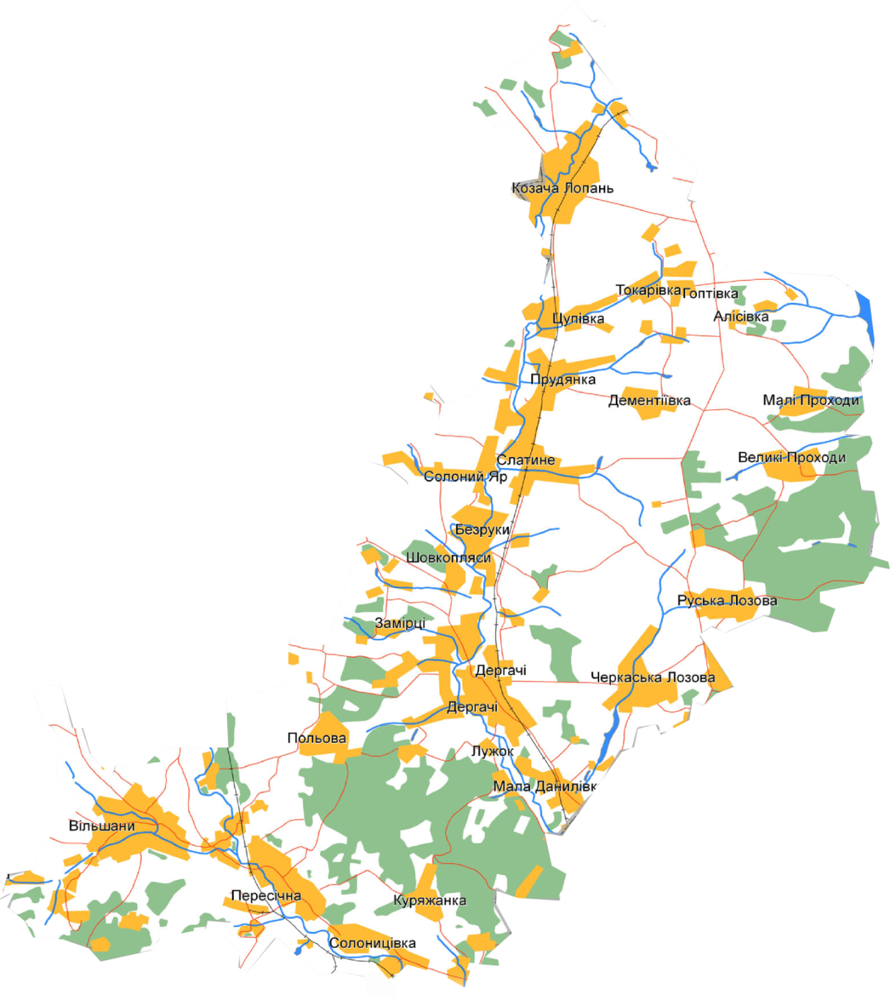 Козача Лопань
Токарівка
Гоптівка
Цупівка
Алісівка
Прудянка
Дементіївка
Малі Проходи
Слатине
Великі Проходи
Солоний Яр
Безруки
Шовкопляси
Руська Лозова
Замірці
Дергачі
Черкаська Лозова
Дергачі
Польова
Лужок
Мала Данилівк
Вільшани
Пересічна
Куряжанка
Солоницівка